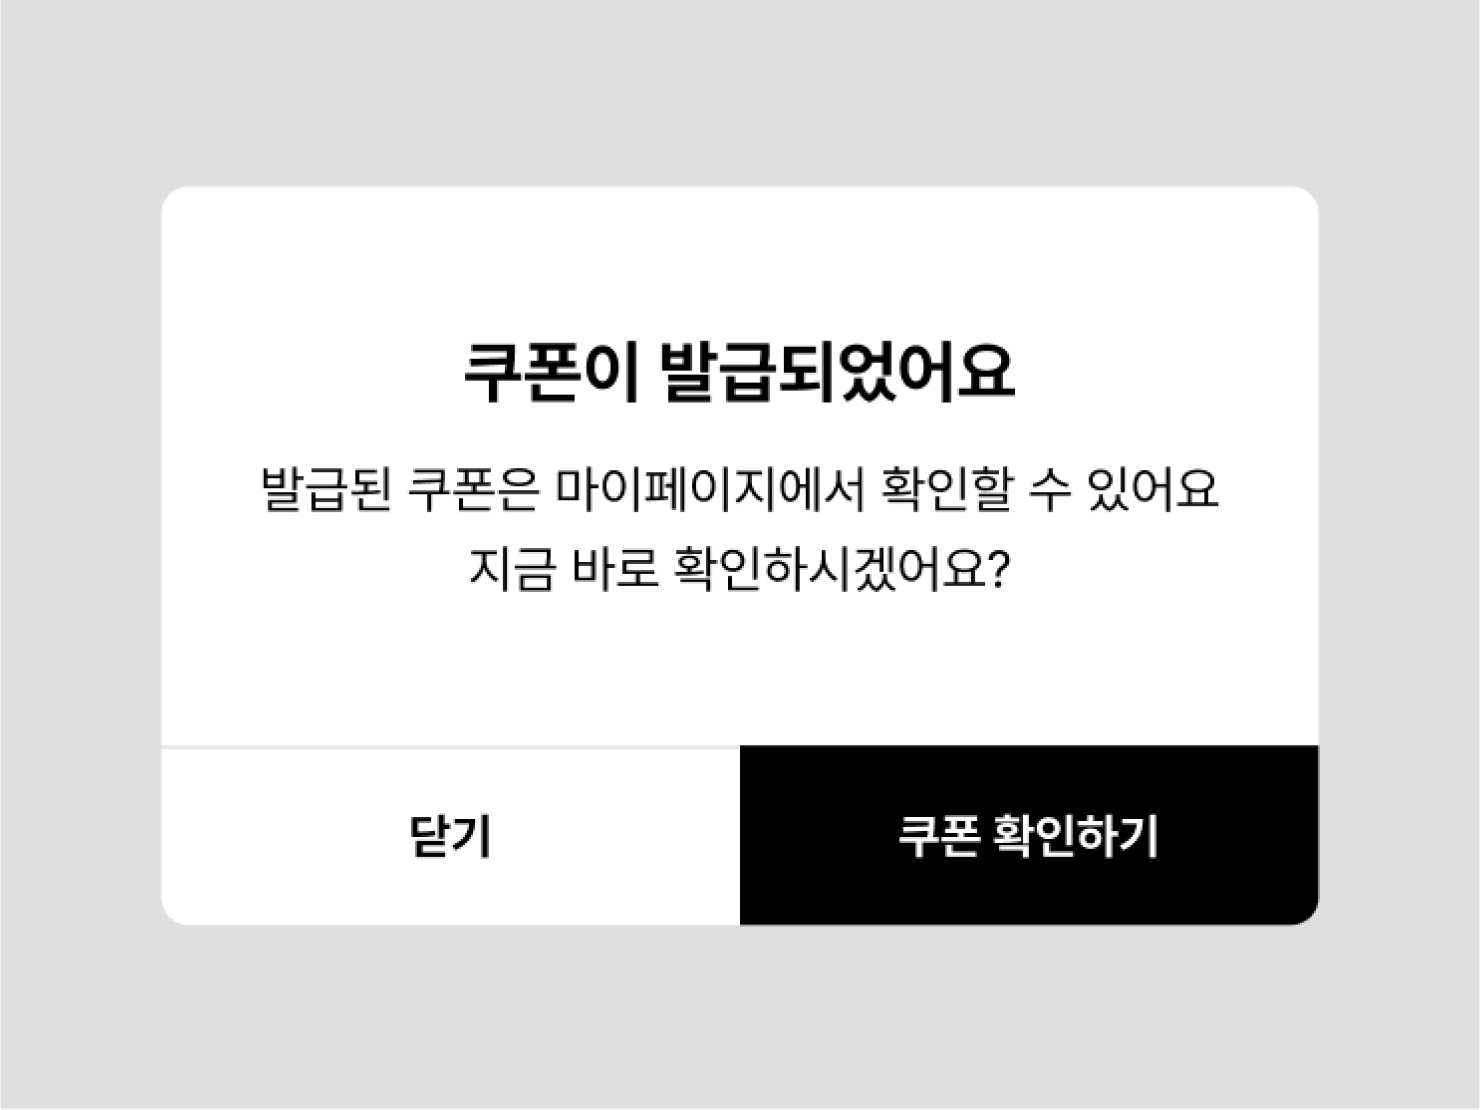 쿠폰이 발급되었어요
발급된 쿠폰은 마이페이지에서 확인할 수 있어요
지금 바로 확인하시겠어요?
닫기
쿠폰 확인하기